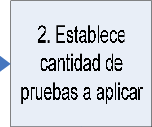 2. Establece
cantidad de
pruebas a aplicar